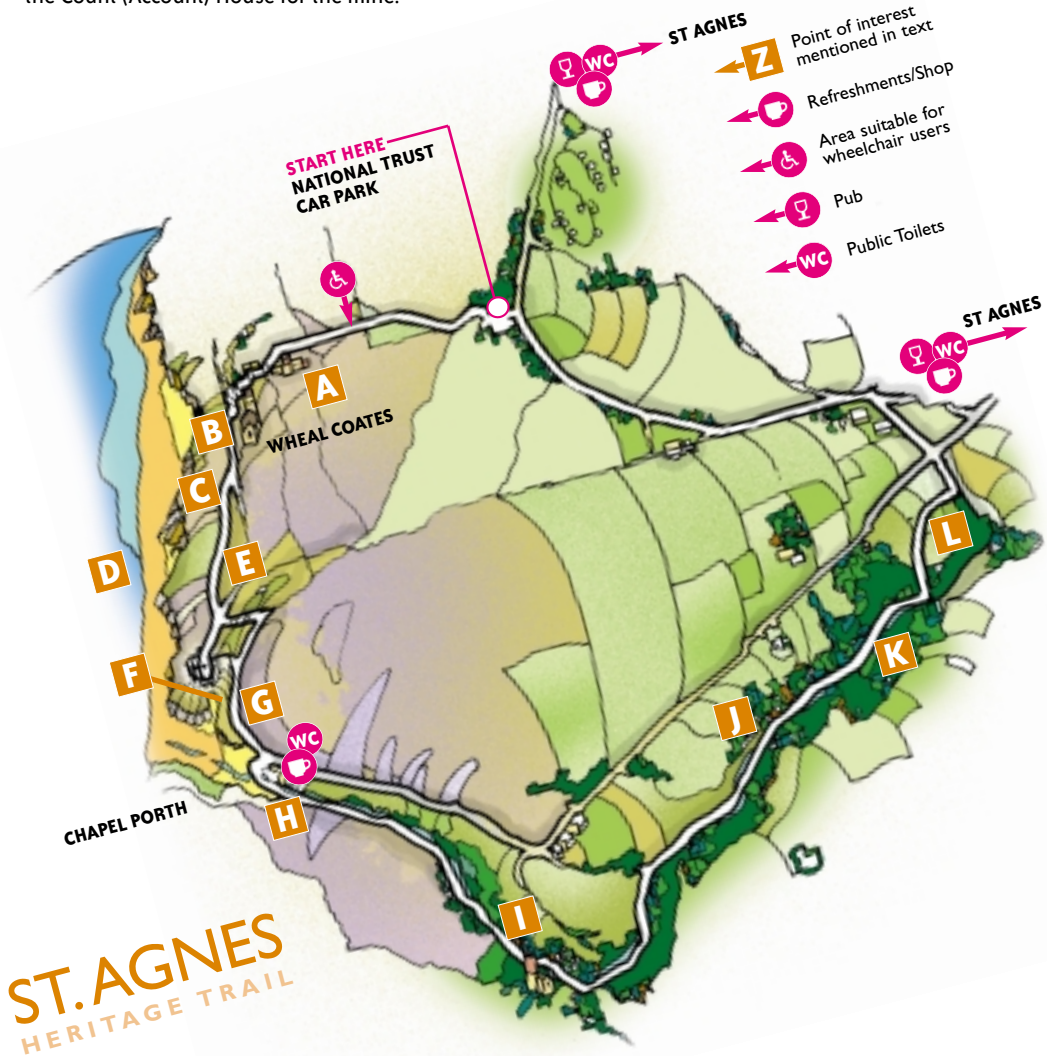 the Count (Account) House for the mine.
ST AGNES
WC
Z
Point of interest
mentioned in text
Refreshments/Shop
Area suitable for
wheelchair users
Pub
WC
Public Toilets
START HERE
NATIONAL TRUST
CAR PARK
ST AGNES
WC
A
B
WHEAL COATES
C
D
E
F
G
WC
H
CHAPEL PORTH
I
J
K
L
ST. AGNES
HERITAGE TRAIL